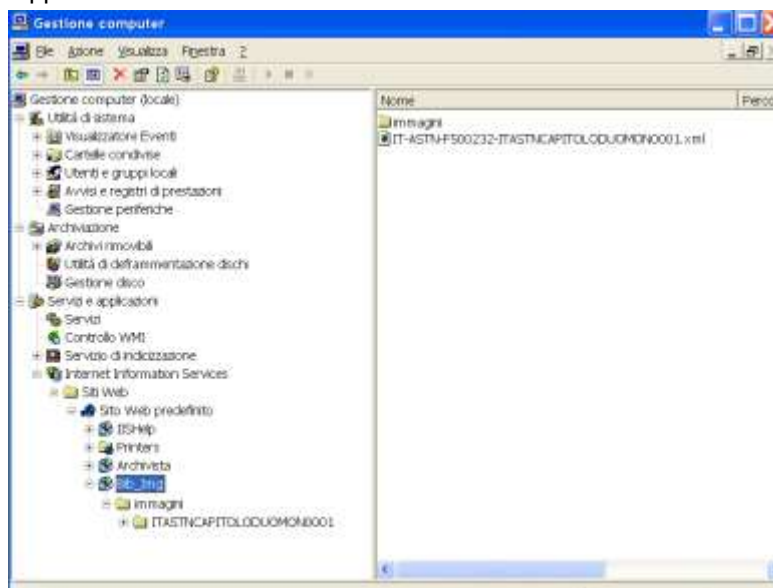 Gestione computer
File Azione Visualizza Finestra ?
Gestione computer (locale)
Utilità di sistema
Visualizzatore Eventi
Cartelle condivise
Utenti e gruppi locali
Avvisi e registri di prestazioni
Gestione periferiche
Archiviazione
Archivi rimovibili
Utilità di deframmentazione dischi
Gestione disco
Servizi e applicazioni
Servizi
Controllo WMI
Servizio di indicizzazione
Internet Information Services
Siti Web
Sito Web predefinito
IISHelp
Printers
Archivista
Bib_Img
immagini
ITASTNCAPITOLODUOMON0001
Nome Perco
immagini
IT-ASTN-FS00232-ITASTNCAPITOLODUOMON0001.xml